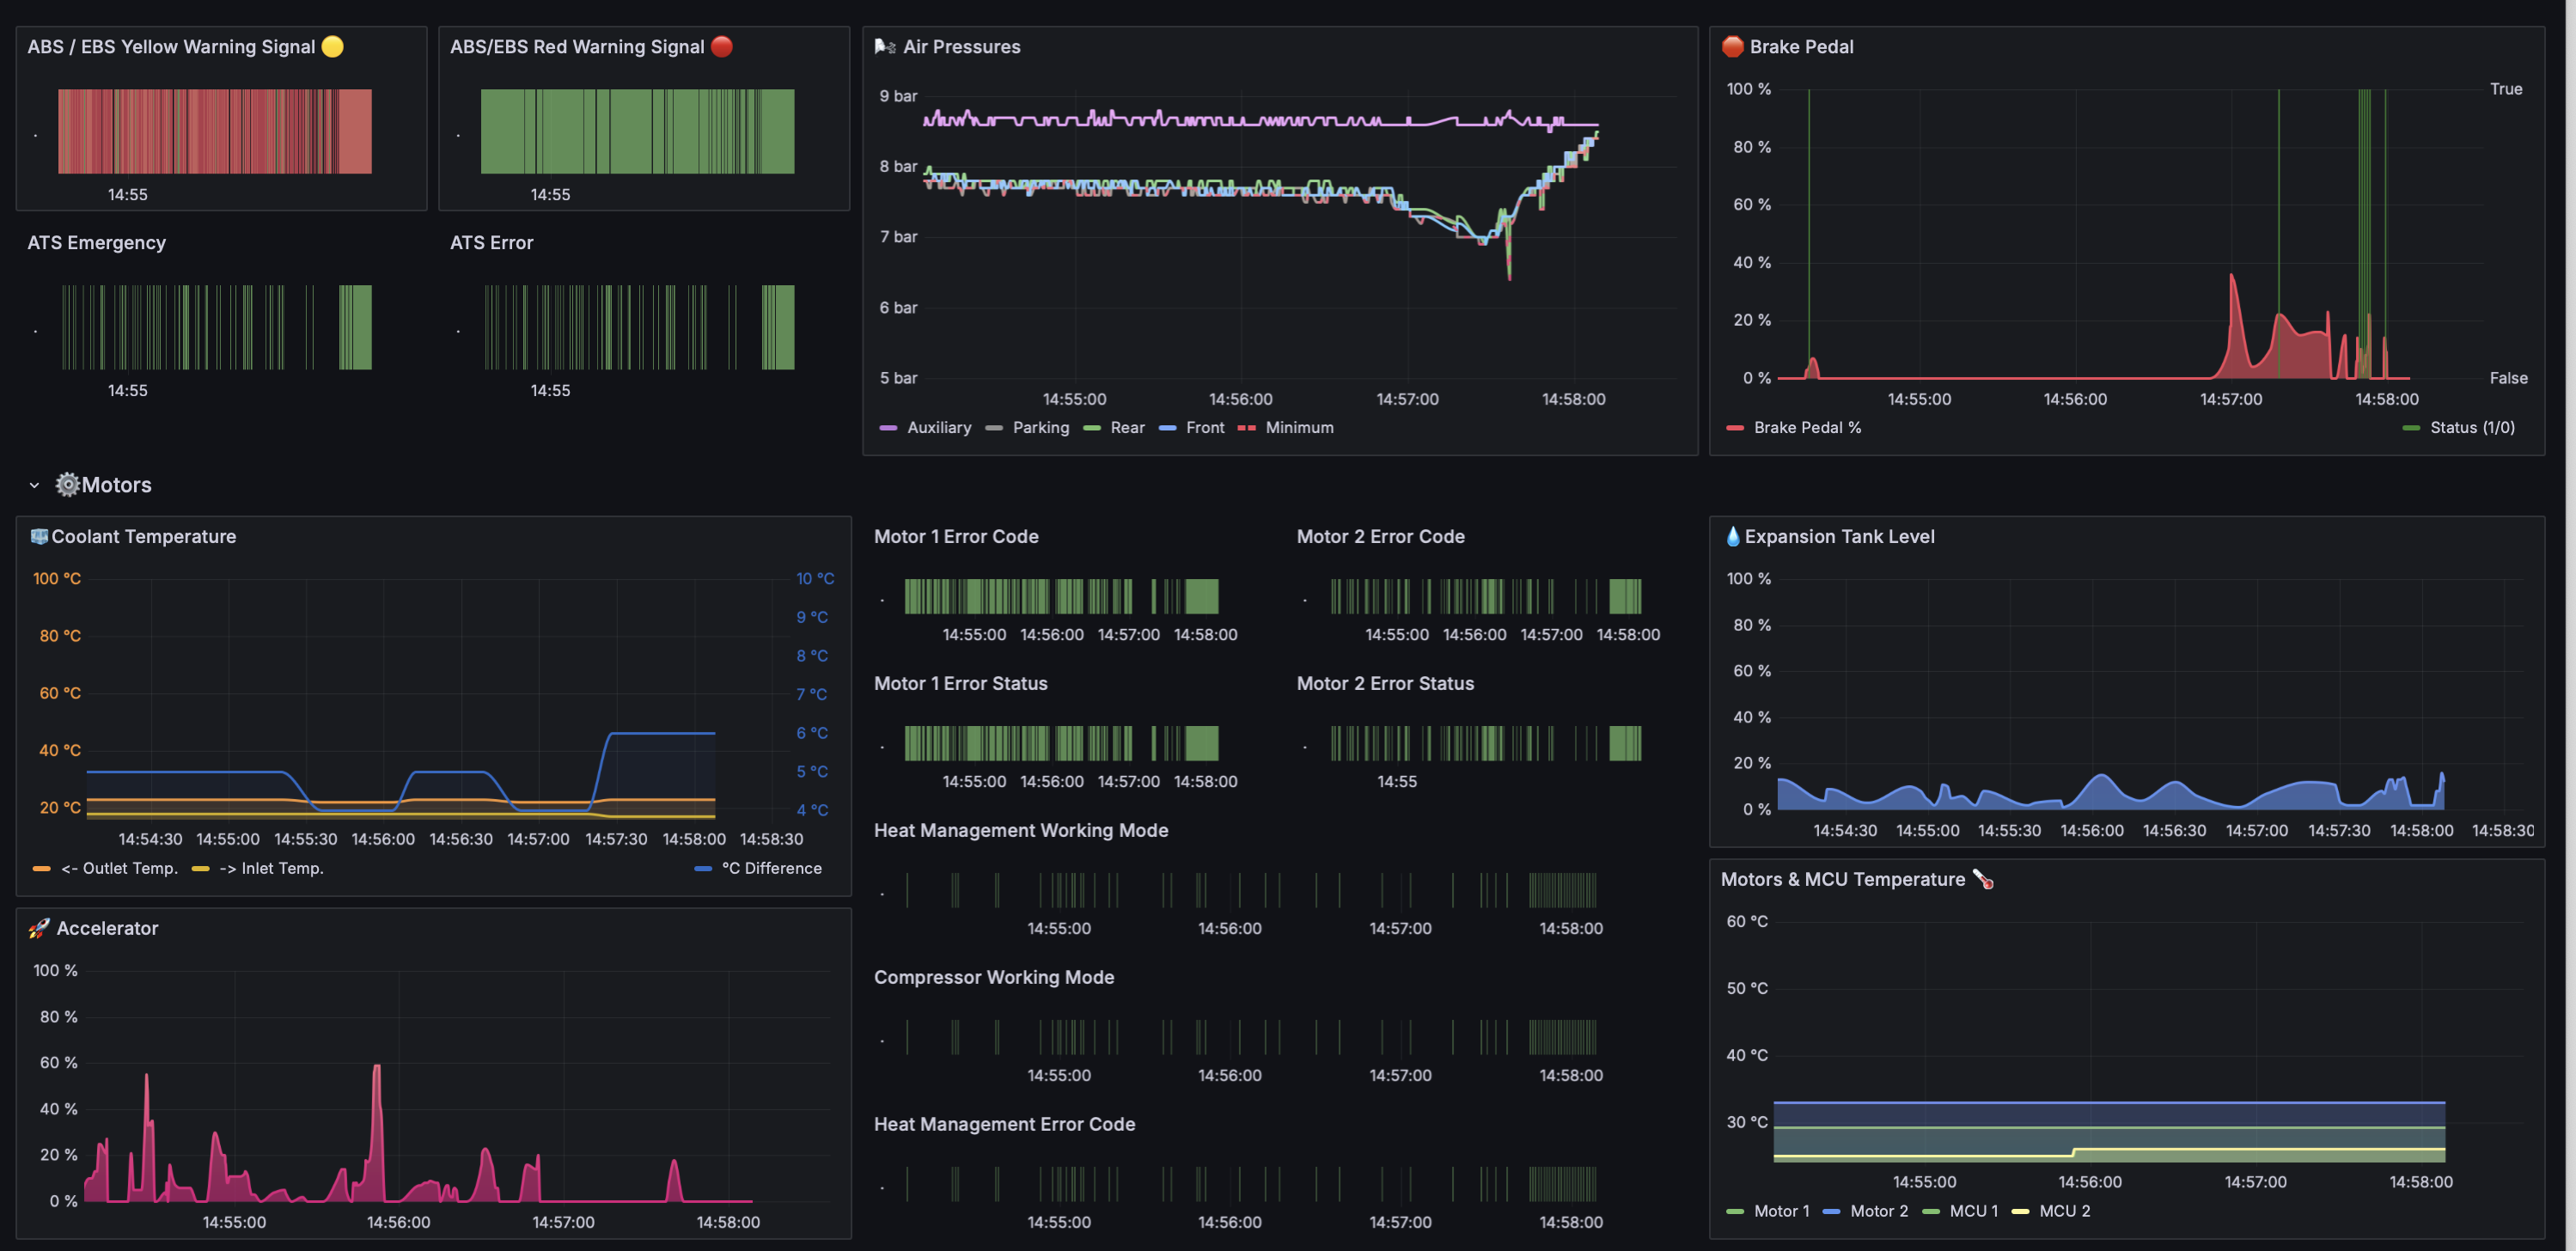 ABS / EBS Yellow Warning Signal 🟡
14:55
ABS/EBS Red Warning Signal 🔴
14:55
ATS Emergency
14:55
ATS Error
14:55
Air Pressures
9 bar
8 bar
7 bar
6 bar
5 bar
14:55:00 14:56:00 14:57:00 14:58:00
Auxiliary Parking Rear Front Minimum
Brake Pedal
100 % True
80 %
60 %
40 %
20 %
0 % False
14:55:00 14:56:00 14:57:00 14:58:00
Brake Pedal % Status (1/0)
Motors
Coolant Temperature
100 °C 10 °C
9 °C
80 °C
8 °C
60 °C 7 °C
6 °C
40 °C
5 °C
20 °C 4 °C
14:54:30 14:55:00 14:55:30 14:56:00 14:56:30 14:57:00 14:57:30 14:58:00 14:58:30
<- Outlet Temp. -> Inlet Temp. °C Difference
Accelerator
100 %
80 %
60 %
40 %
20 %
0 %
14:55:00 14:56:00 14:57:00 14:58:00
Motor 1 Error Code
14:55:00 14:56:00 14:57:00 14:58:00
Motor 2 Error Code
14:55:00 14:56:00 14:57:00 14:58:00
Motor 1 Error Status
14:55:00 14:56:00 14:57:00 14:58:00
Motor 2 Error Status
14:55
Heat Management Working Mode
14:55:00 14:56:00 14:57:00 14:58:00
Compressor Working Mode
14:55:00 14:56:00 14:57:00 14:58:00
Heat Management Error Code
14:55:00 14:56:00 14:57:00 14:58:00
Expansion Tank Level
100 %
80 %
60 %
40 %
20 %
0 %
14:54:30 14:55:00 14:55:30 14:56:00 14:56:30 14:57:00 14:57:30 14:58:00 14:58:30
Motors & MCU Temperature
60 °C
50 °C
40 °C
30 °C
14:55:00 14:56:00 14:57:00 14:58:00
Motor 1 Motor 2 MCU 1 MCU 2